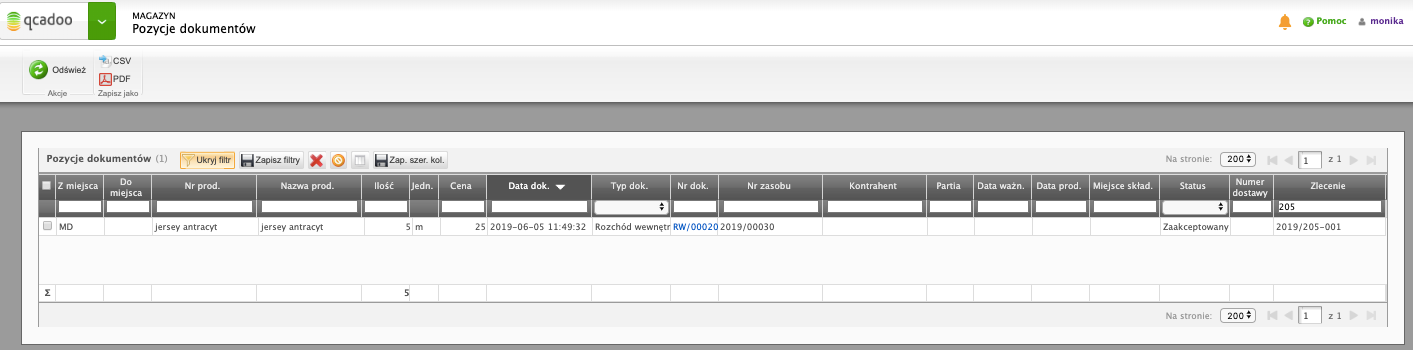 qcadoo
MAGAZYN
Pozycje dokumentów
Pomoc
monika
Odśwież
CSV
PDF
Akcje
Zapisz jako
Pozycje dokumentów (1)
Ukryj filtr
Zapisz filtry
Zap. szer. kol.
Na stronie: 200 1 z 1
Z miejsca Do miejsca Nr prod. Nazwa prod. Ilość Jedn. Cena Data dok. Typ dok. Nr dok. Nr zasobu Kontrahent Partia Data ważn. Data prod. Miejsce skład. Status Numer dostawy Zlecenie
205
MD jersey antracyt jersey antracyt 5 m 25 2019-06-05 11:49:32 Rozchód wewnętr RW/00020 2019/00030 Zaakceptowany 2019/205-001
Σ 5
Na stronie: 200 1 z 1